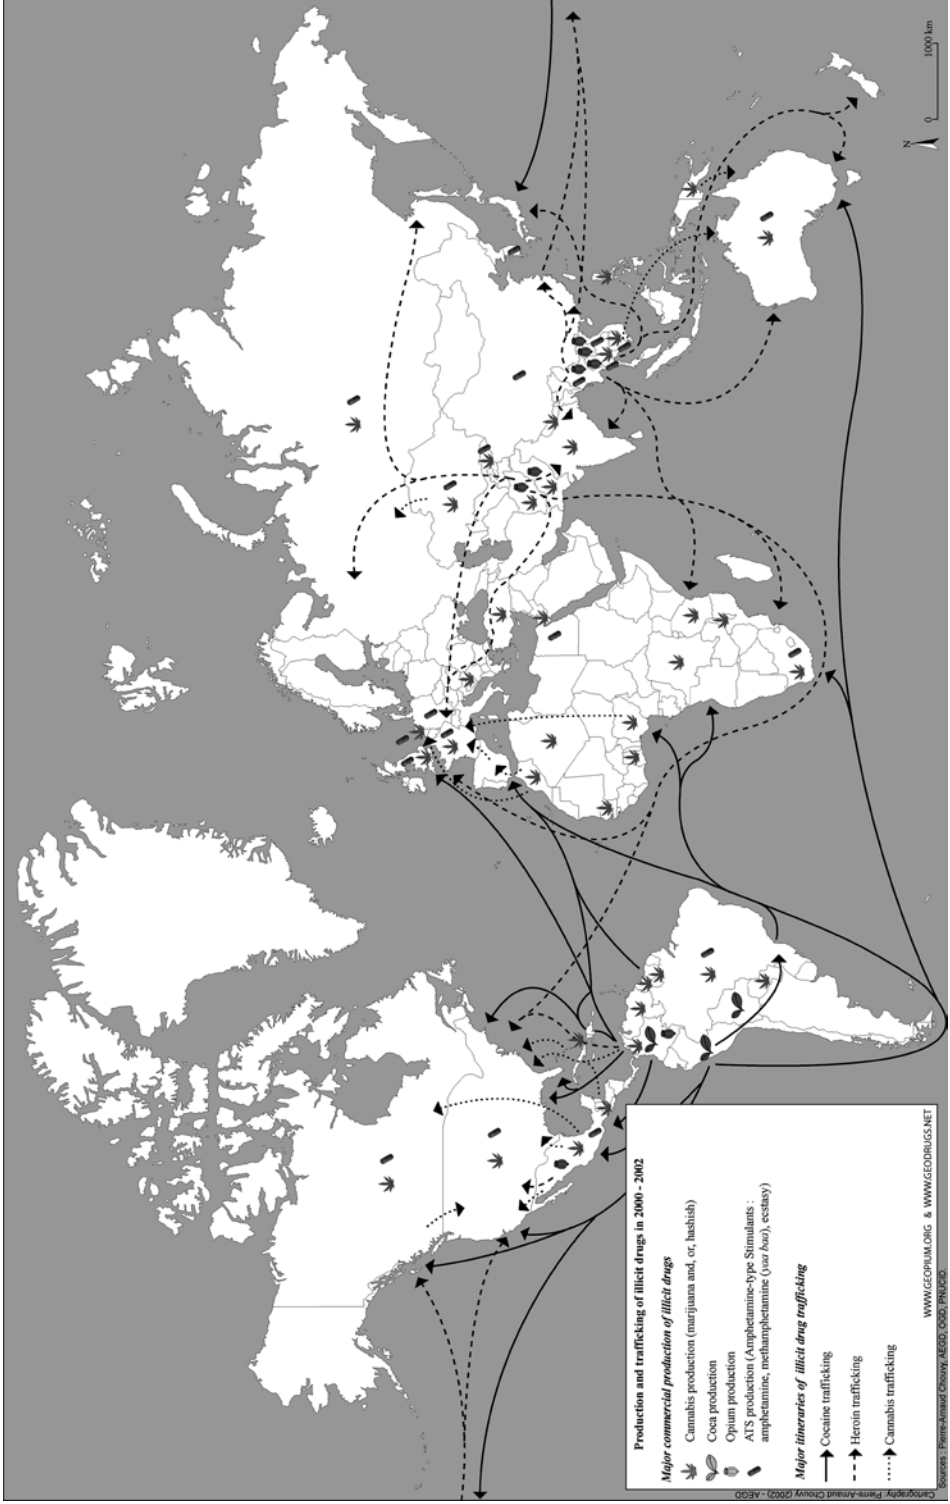 Production and trafficking of illicit drugs in 2000 - 2002
Major commercial production of illicit drugs
Cannabis production (marijuana and, or, hashish)
Coca production
Opium production
ATS production (Amphetamine-type Stimulants :
amphetamine, methamphetamine (yaa baa), ecstasy)
Major itineraries of illicit drug trafficking
Cocaine trafficking
Heroin trafficking
Cannabis trafficking
WWW.GEOPIUM.ORG & WWW.GEODRUGS.NET
Cartography: Pierre-Arnaud Chouvy (2002) - AEGD
Sources : Pierre-Arnaud Chouvy, AEGD, OGD, PNUCID.
N
0 1000 km